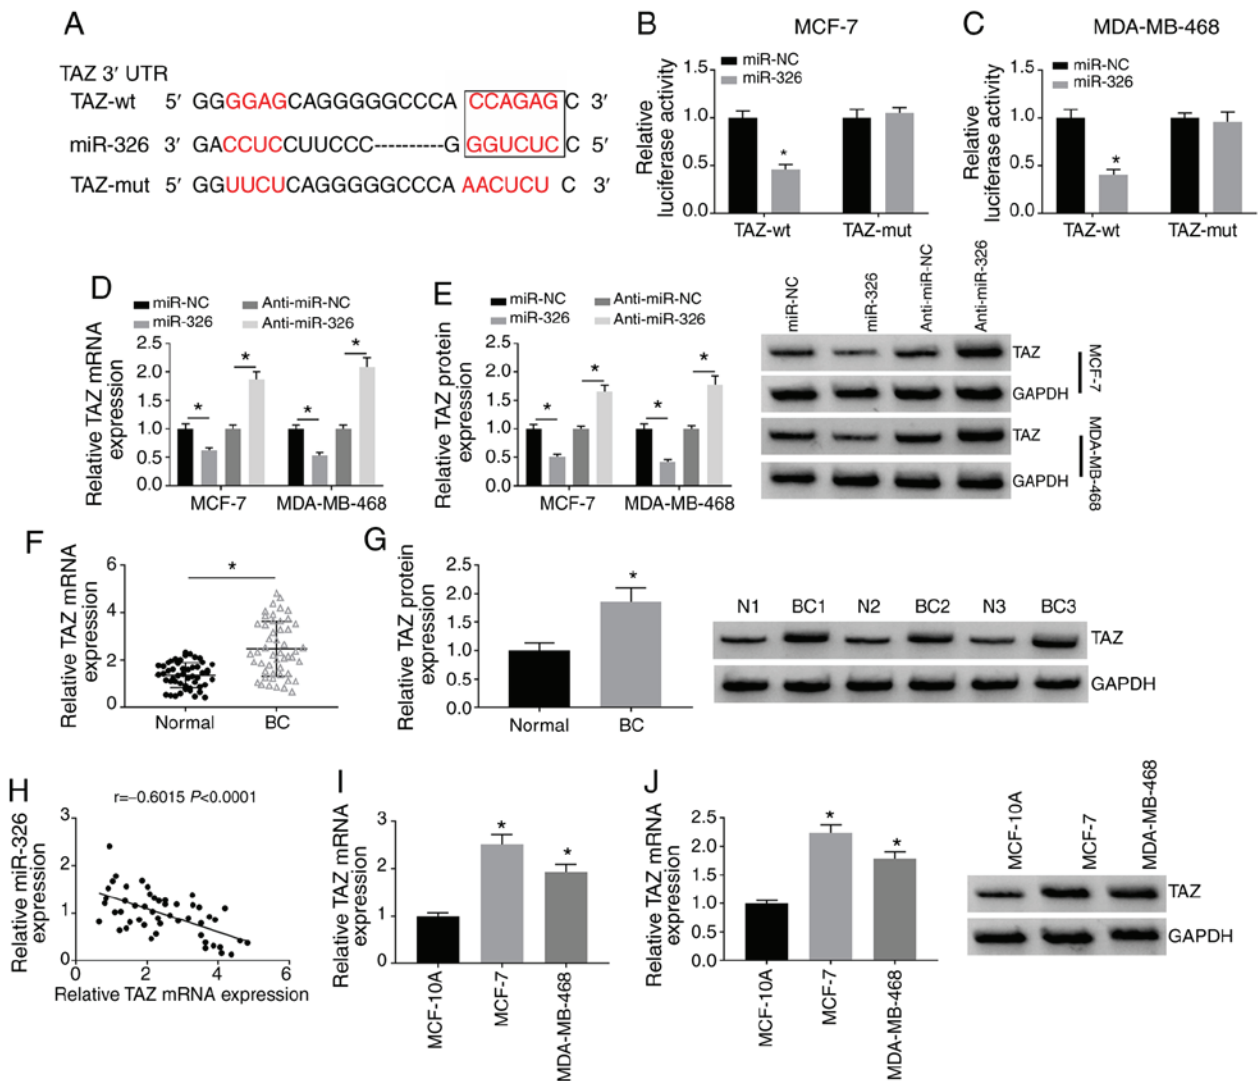 A
TAZ 3′ UTR
TAZ-wt 5′ GGGGAGCAGGGGGCCCA CCAGAG C 3′
miR-326 3′ GACCUCCUUCCC---------G GGUCUC C 5′
TAZ-mut 5′ GGUUCUCAGGGGGCCCA AACUCU C 3′
B
MCF-7
miR-NC
miR-326
Relative
luciferase activity
1.5
1.0
0.5
0.0
*
TAZ-wt TAZ-mut
C
MDA-MB-468
miR-NC
miR-326
Relative
luciferase activity
1.5
1.0
0.5
0.0
*
TAZ-wt TAZ-mut
D
miR-NC Anti-miR-NC
miR-326 Anti-miR-326
Relative TAZ mRNA
expression
2.5
2.0
1.5
1.0
0.5
0.0
* * * *
MCF-7 MDA-MB-468
E
miR-NC Anti-miR-NC
miR-326 Anti-miR-326
Relative TAZ protein
expression
2.5
2.0
1.5
1.0
0.5
0.0
* * * *
MCF-7 MDA-MB-468
miR-NC miR-326 Anti-miR-NC Anti-miR-326
TAZ
GAPDH
MCF-7
TAZ
GAPDH
MDA-MB-468
F
Relative TAZ mRNA
expression
6
4
2
0
*
Normal BC
G
Relative TAZ protein
expression
2.5
2.0
1.5
1.0
0.5
0.0
*
Normal BC
N1 BC1 N2 BC2 N3 BC3
TAZ
GAPDH
H
r=−0.6015 P<0.0001
Relative miR-326
expression
3
2
1
0
0 2 4 6
Relative TAZ mRNA expression
I
Relative TAZ mRNA
expression
3
2
1
0
* *
MCF-10A MCF-7 MDA-MB-468
J
Relative TAZ mRNA
expression
2.5
2.0
1.5
1.0
0.5
0.0
* *
MCF-10A MCF-7 MDA-MB-468
MCF-10A MCF-7 MDA-MB-468
TAZ
GAPDH